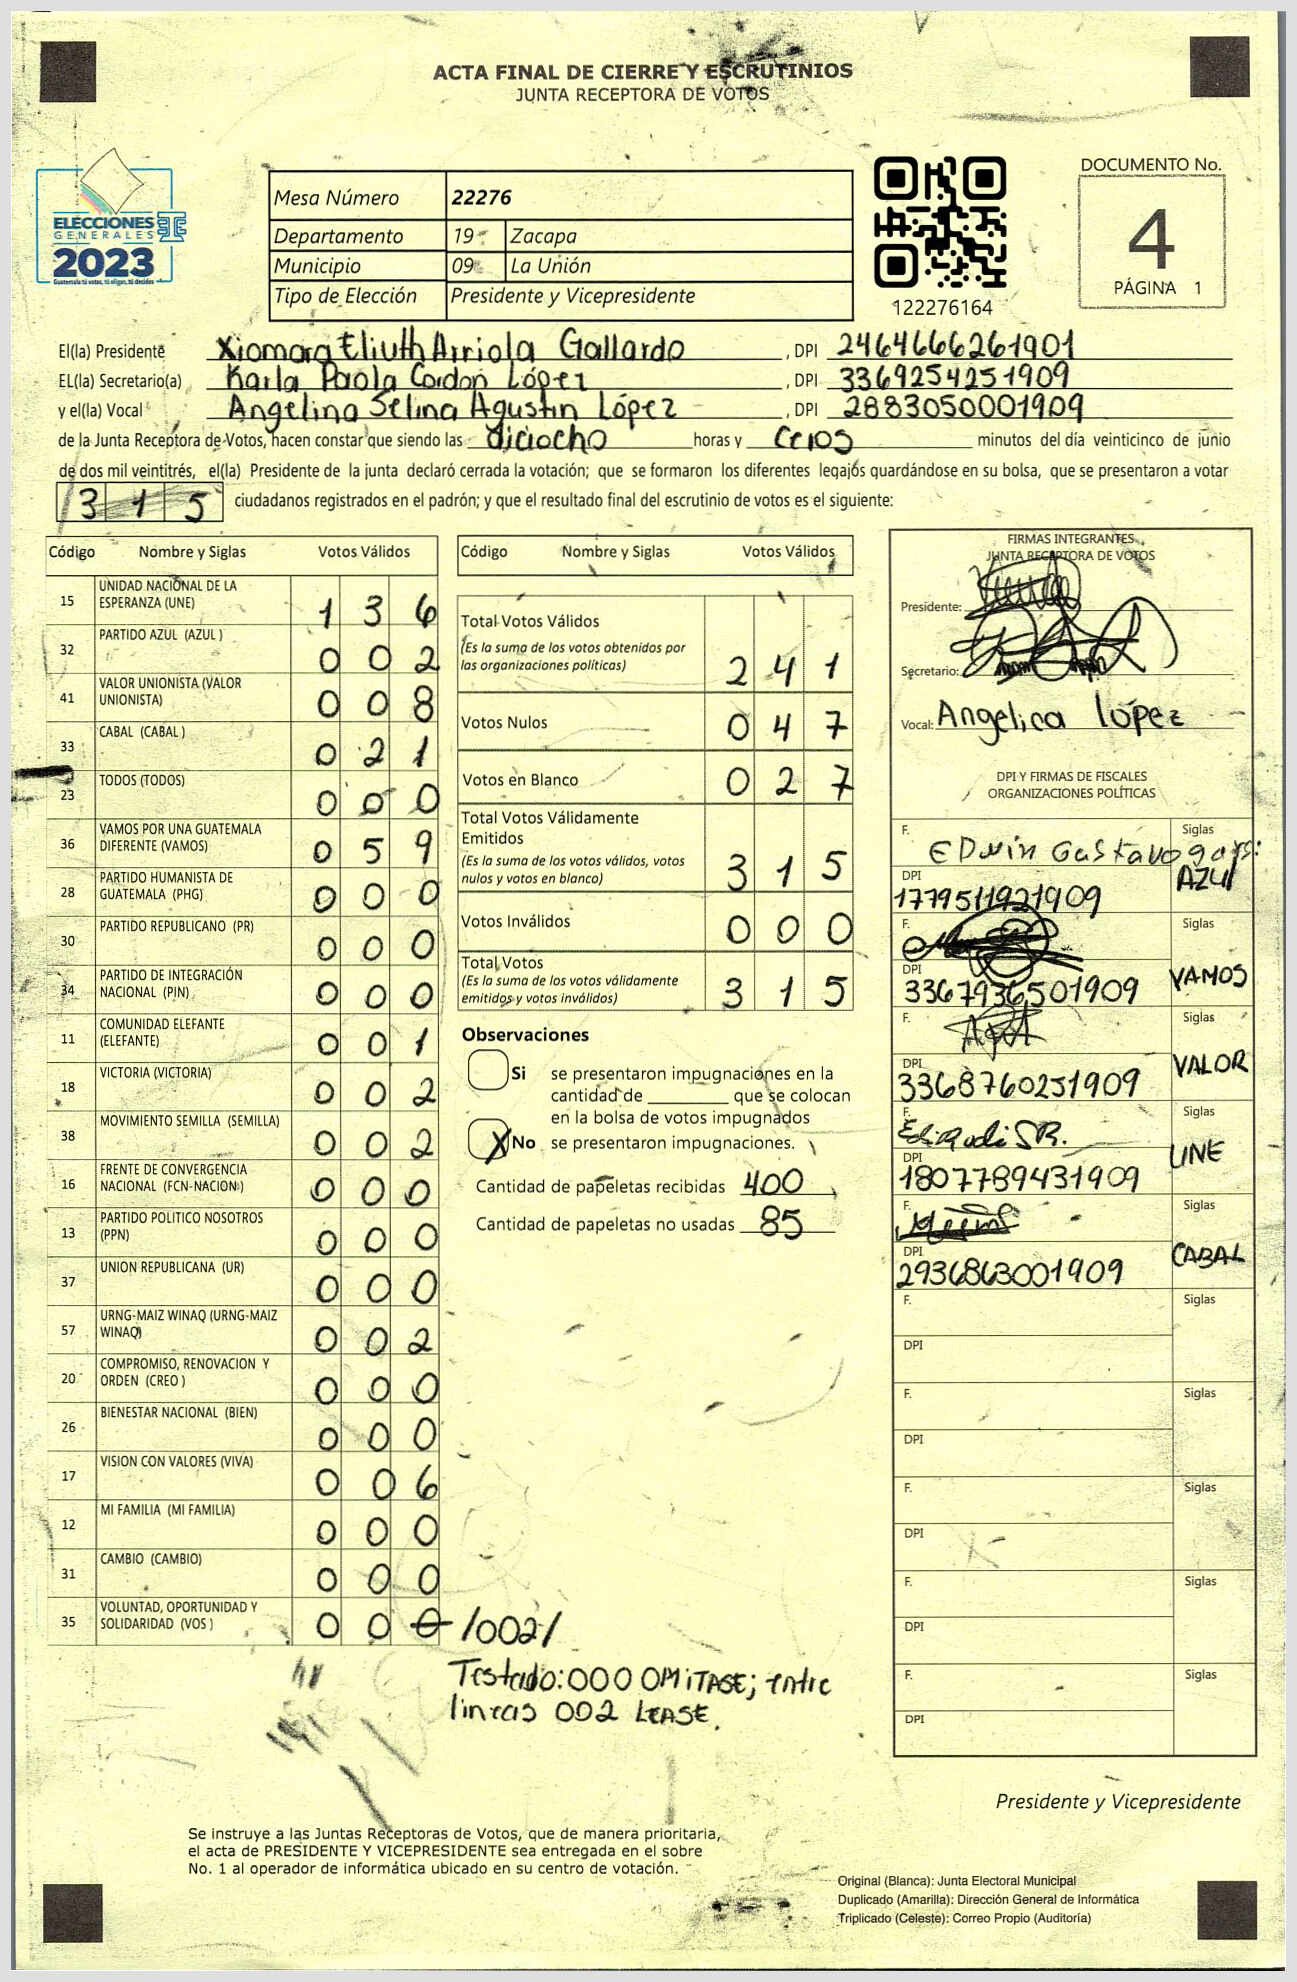 ACTA FINAL DE CIERRE Y ESCRUTINIOS
JUNTA RECEPTORA DE VOTOS
ELECCIONES
GENERALES
2023
Guatemala tú votas, tú eliges, tú decides
Mesa Número 22276
Departamento 19 Zacapa
Municipio 09 La Unión
Tipo de Elección Presidente y Vicepresidente
122276164
DOCUMENTO No.
4
PÁGINA 1
El(la) Presidente Xiomara Eliuth Arriola Gallardo , DPI 2464666261901
EL(la) Secretario(a) Karla Paola Cordon López , DPI 3369254251909
y el(la) Vocal Angelina Selina Agustin López , DPI 2883050001909
de la Junta Receptora de Votos, hacen constar que siendo las diciocho horas y ceros minutos del día veinticinco de junio
de dos mil veintitrés, el(la) Presidente de la junta declaró cerrada la votación; que se formaron los diferentes legajos quardándose en su bolsa, que se presentaron a votar
315 ciudadanos registrados en el padrón; y que el resultado final del escrutinio de votos es el siguiente:
Código Nombre y Siglas Votos Válidos
15 UNIDAD NACIONAL DE LA ESPERANZA (UNE) 1 3 6
32 PARTIDO AZUL (AZUL ) 0 0 2
41 VALOR UNIONISTA (VALOR UNIONISTA) 0 0 8
33 CABAL (CABAL ) 0 2 1
23 TODOS (TODOS) 0 0 0
36 VAMOS POR UNA GUATEMALA DIFERENTE (VAMOS) 0 5 9
28 PARTIDO HUMANISTA DE GUATEMALA (PHG) 0 0 0
30 PARTIDO REPUBLICANO (PR) 0 0 0
34 PARTIDO DE INTEGRACIÓN NACIONAL (PIN) 0 0 0
11 COMUNIDAD ELEFANTE (ELEFANTE) 0 0 1
18 VICTORIA (VICTORIA) 0 0 2
38 MOVIMIENTO SEMILLA (SEMILLA) 0 0 2
16 FRENTE DE CONVERGENCIA NACIONAL (FCN-NACION) 0 0 0
13 PARTIDO POLITICO NOSOTROS (PPN) 0 0 0
37 UNION REPUBLICANA (UR) 0 0 0
57 URNG-MAIZ WINAQ (URNG-MAIZ WINAQ) 0 0 2
20 COMPROMISO, RENOVACION Y ORDEN (CREO ) 0 0 0
26 BIENESTAR NACIONAL (BIEN) 0 0 0
17 VISION CON VALORES (VIVA) 0 0 6
12 MI FAMILIA (MI FAMILIA) 0 0 0
31 CAMBIO (CAMBIO) 0 0 0
35 VOLUNTAD, OPORTUNIDAD Y SOLIDARIDAD (VOS ) 0 0 0 /002/
Testado: 000 OMITASE; entre
lineas 002 LEASE.
Código Nombre y Siglas Votos Válidos
Total Votos Válidos 2 4 1
(Es la suma de los votos obtenidos por
las organizaciones políticas)
Votos Nulos 0 4 7
Votos en Blanco 0 2 7
Total Votos Válidamente
Emitidos 3 1 5
(Es la suma de los votos válidos, votos
nulos y votos en blanco)
Votos Inválidos 0 0 0
Total Votos 3 1 5
(Es la suma de los votos válidamente
emitidos y votos inválidos)
Observaciones
Si se presentaron impugnaciones en la
cantidad de ________ que se colocan
en la bolsa de votos impugnados
X No se presentaron impugnaciones.
Cantidad de papeletas recibidas 400
Cantidad de papeletas no usadas 85
FIRMAS INTEGRANTES
JUNTA RECEPTORA DE VOTOS
Presidente:
Secretario:
Vocal: Angelica López
DPI Y FIRMAS DE FISCALES
ORGANIZACIONES POLÍTICAS
F. Edwin Gustavo Siglas
DPI 1779511921909 AZUL
F. Siglas
DPI 3367936501909 VAMOS
F. Siglas
DPI 3368760251909 VALOR
F. Siglas
DPI 1807789431909 UNE
F. Siglas
DPI 2936863001909 CABAL
F. Siglas
DPI
F. Siglas
DPI
F. Siglas
DPI
F. Siglas
DPI
F. Siglas
DPI
Presidente y Vicepresidente
Se instruye a las Juntas Receptoras de Votos, que de manera prioritaria,
el acta de PRESIDENTE Y VICEPRESIDENTE sea entregada en el sobre
No. 1 al operador de informática ubicado en su centro de votación.
Original (Blanca): Junta Electoral Municipal
Duplicado (Amarilla): Dirección General de Informática
Triplicado (Celeste): Correo Propio (Auditoría)